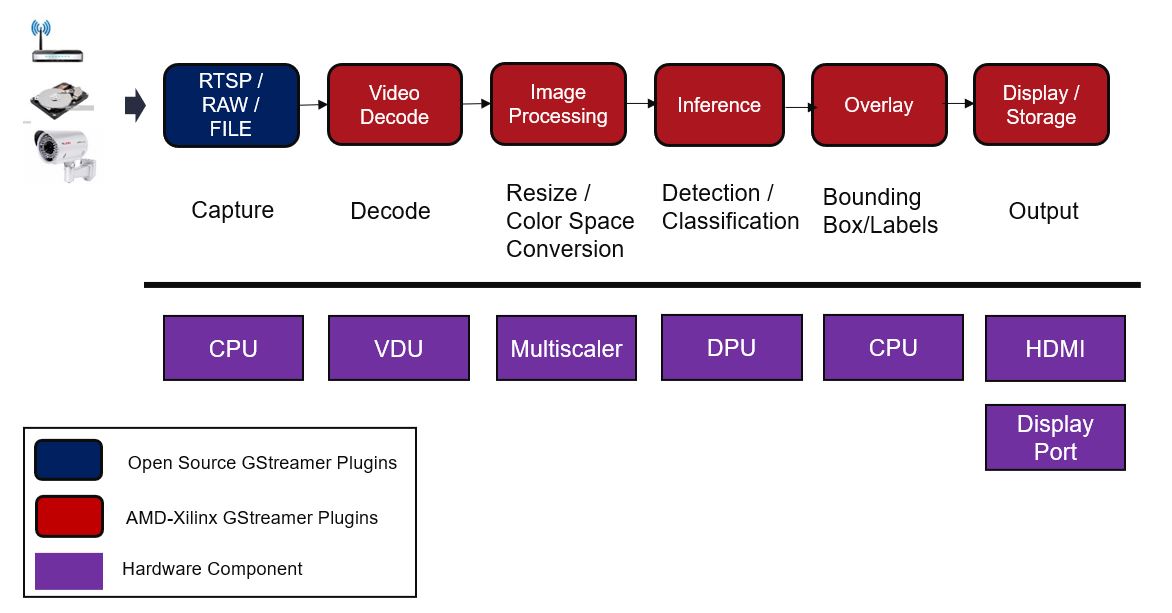 RTSP /
RAW /
FILE
Video
Decode
Image
Processing
Inference
Overlay
Display /
Storage
Capture
Decode
Resize /
Color Space
Conversion
Detection /
Classification
Bounding
Box/Labels
Output
CPU
VDU
Multiscaler
DPU
CPU
HDMI
Display
Port
Open Source GStreamer Plugins
AMD-Xilinx GStreamer Plugins
Hardware Component